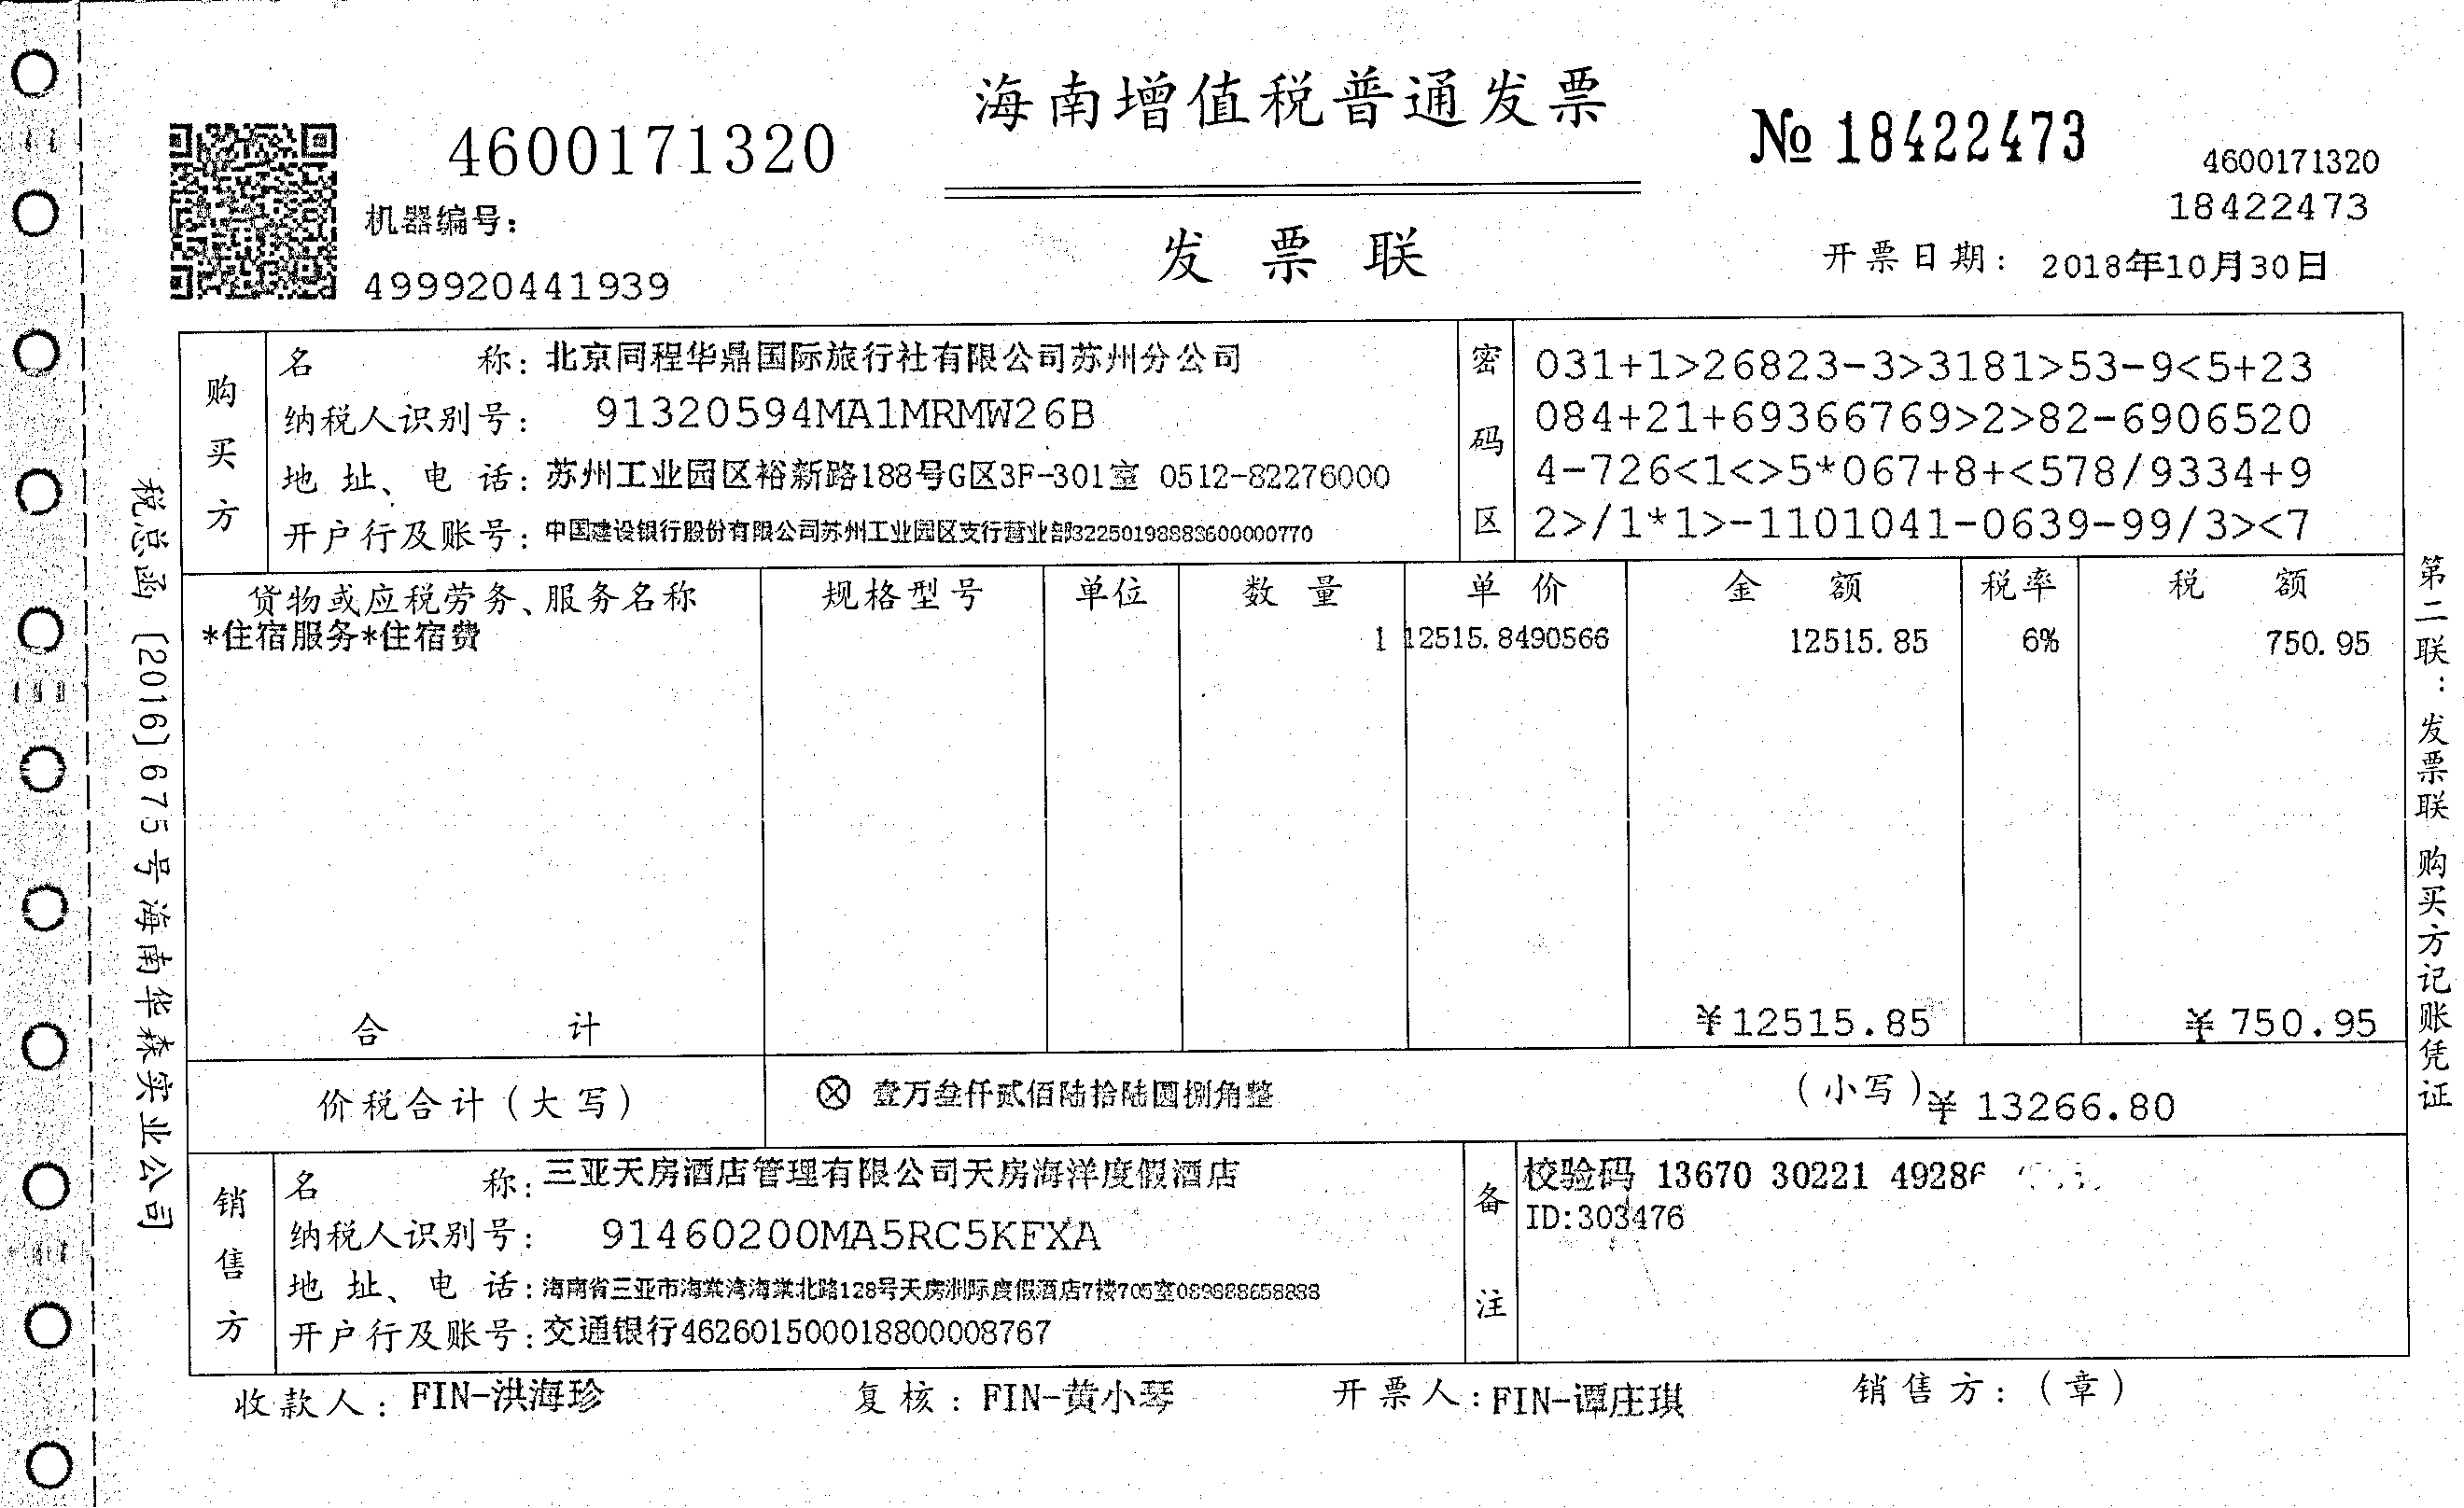 海南增值税普通发票
4600171320
№ 18422473
4600171320
18422473
机器编号:
499920441939
发票联
开票日期: 2018年10月30日
购买方
名称: 北京同程华鼎国际旅行社有限公司苏州分公司
纳税人识别号: 91320594MA1MRMW26B
地址、电话: 苏州工业园区裕新路188号G区3F-301室 0512-82276000
开户行及账号: 中国建设银行股份有限公司苏州工业园区支行营业部32250198883600000770
密码区
031+1>26823-3>3181>53-9<5+23
084+21+69366769>2>82-6906520
4-726<1<>5*067+8+<578/9334+9
2>/1*1>-1101041-0639-99/3><7
货物或应税劳务、服务名称 规格型号 单位 数量 单价 金额 税率 税额
*住宿服务*住宿费 1 12515.8490566 12515.85 6% 750.95
合计 ¥12515.85 ¥750.95
价税合计(大写) ⊗ 壹万叁仟贰佰陆拾陆圆捌角整 (小写)¥13266.80
销售方
名称: 三亚天房酒店管理有限公司天房海洋度假酒店
纳税人识别号: 91460200MA5RC5KFXA
地址、电话: 海南省三亚市海棠湾海棠北路128号天房洲际度假酒店7楼705室089888658888
开户行及账号: 交通银行462601500018800008767
备注
校验码 13670 30221
ID:303476
收款人: FIN-洪海珍 复核: FIN-黄小琴 开票人: FIN-谭庄琪 销售方:(章)
税总函〔2016〕675号海南华森实业公司
第二联:发票联 购买方记账凭证